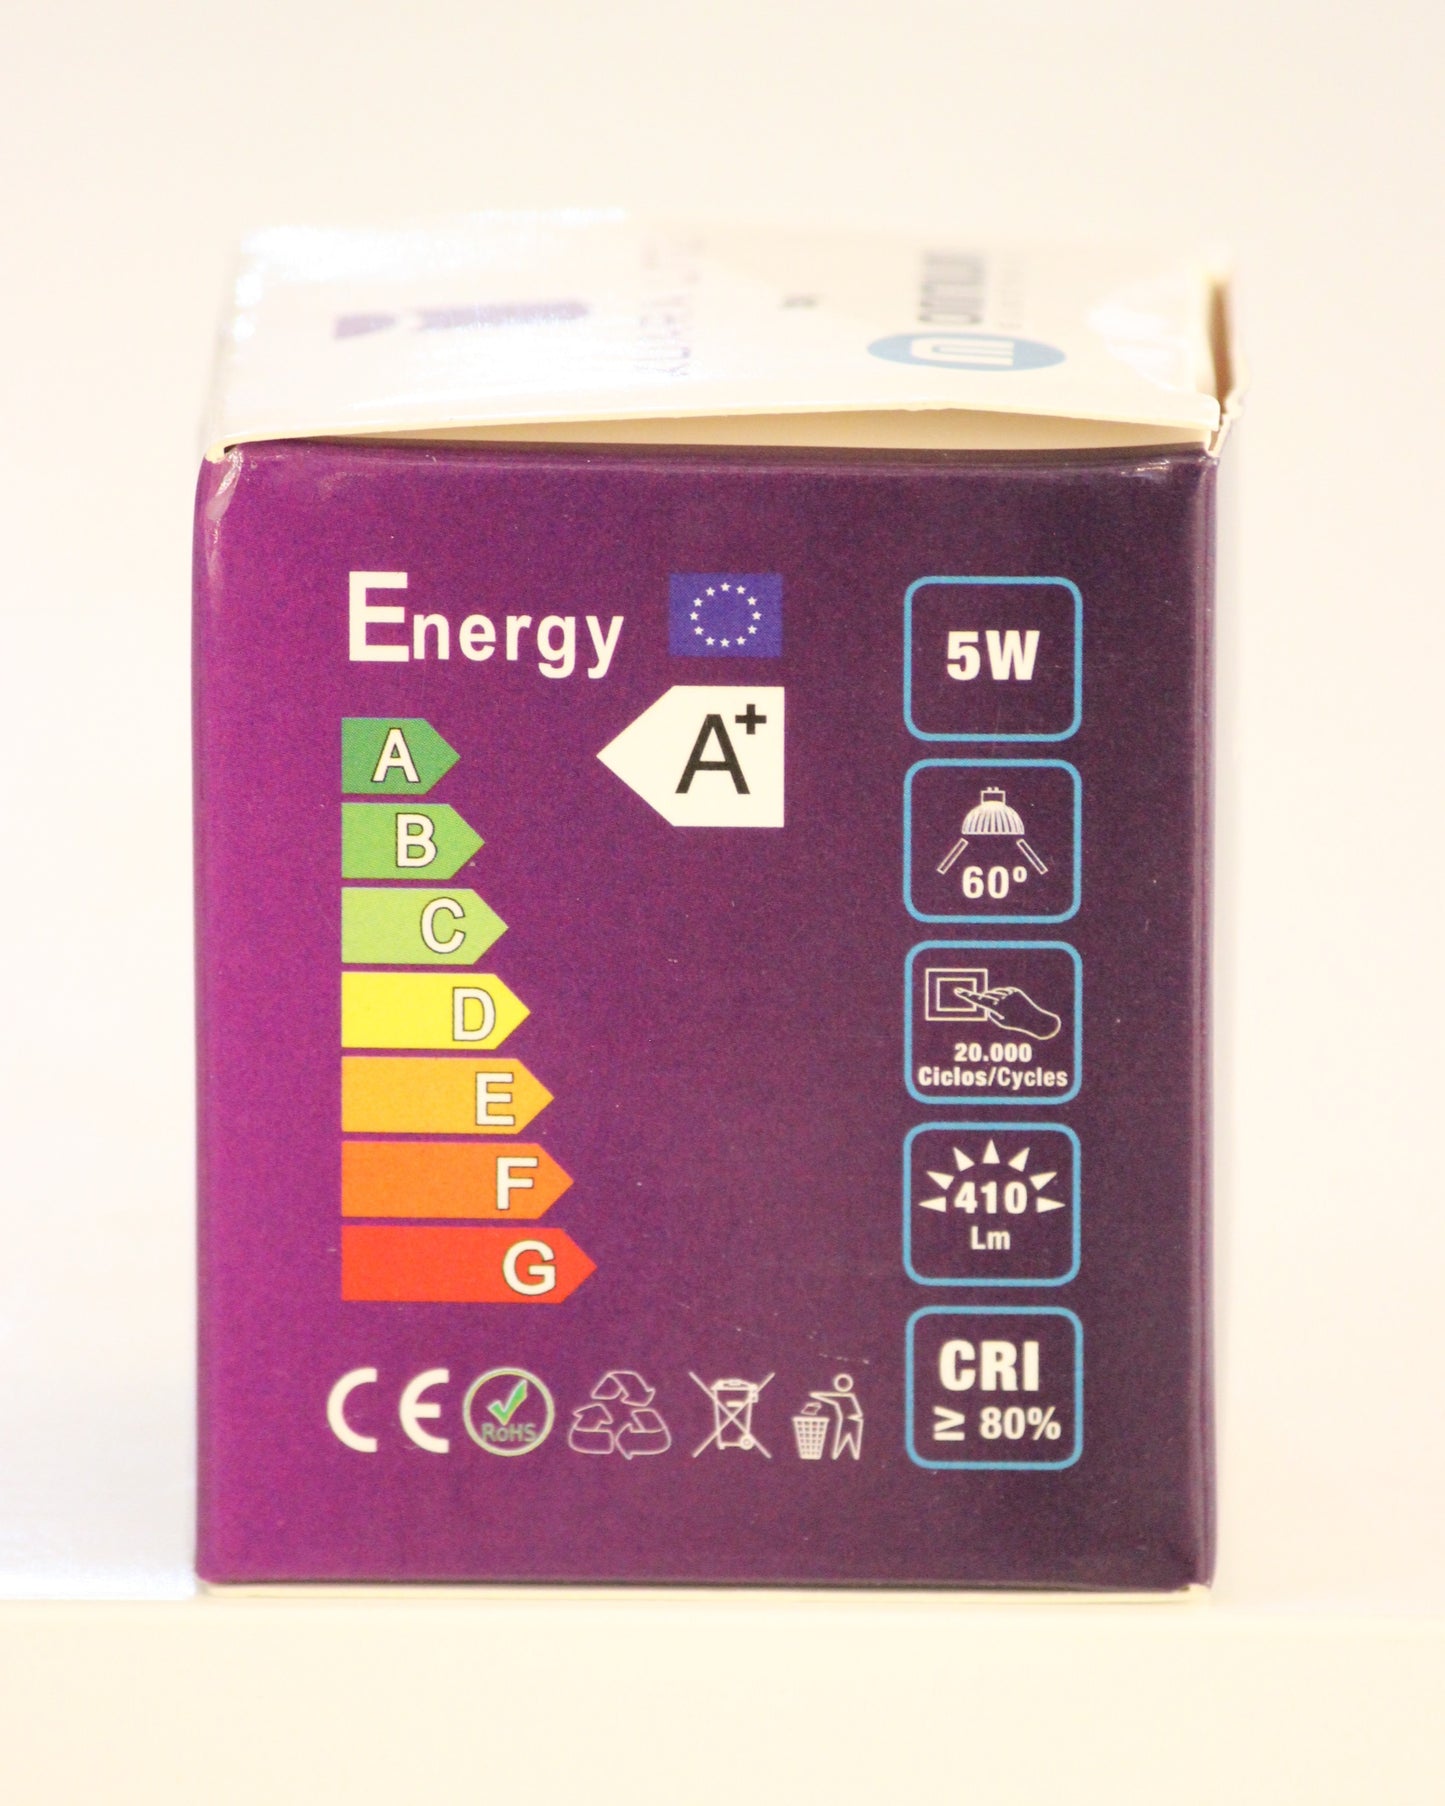 Energy
A+
A
B
C
D
E
F
G
5W
60º
20.000
Ciclos/Cycles
410
Lm
CRI
≥ 80%
CE
RoHS